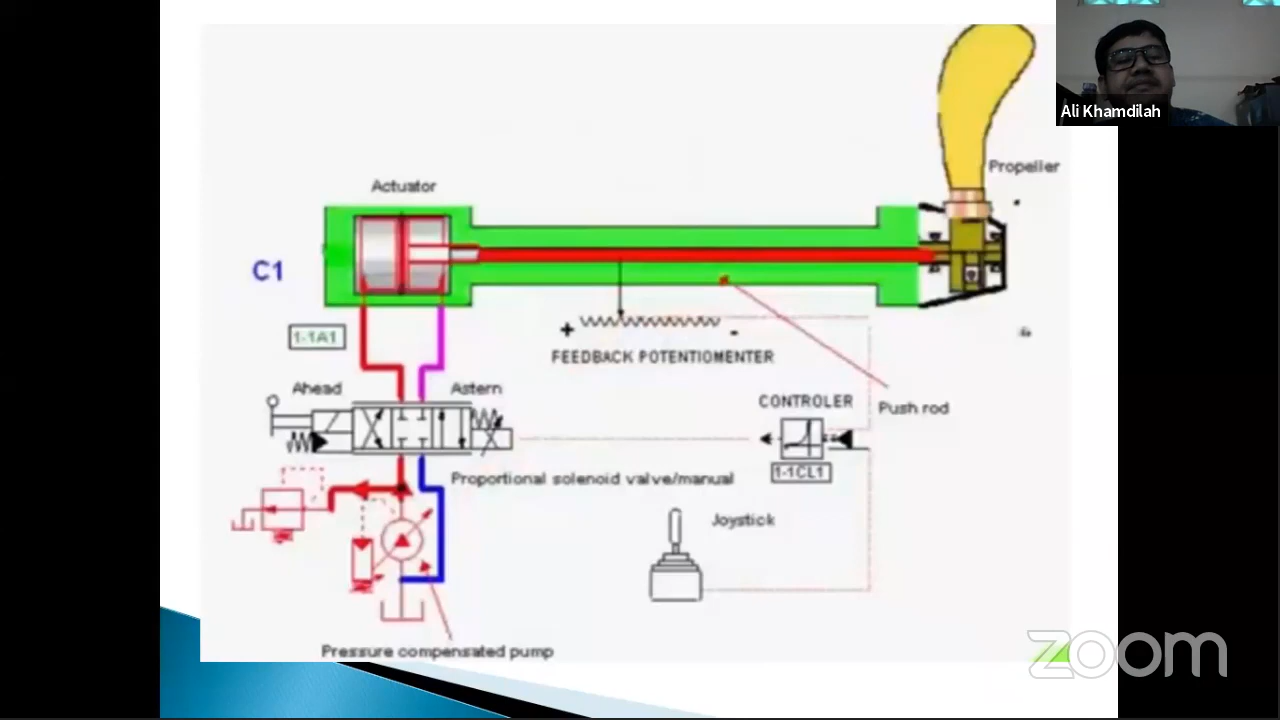 Ali Khamdilah
Propeller
Actuator
C1
1-1A1
+
-
FEEDBACK POTENTIOMENTER
Ahead
Astern
CONTROLER
Push rod
1-1CL1
Proportional solenoid valve/manual
Joystick
Pressure compensated pump
zoom